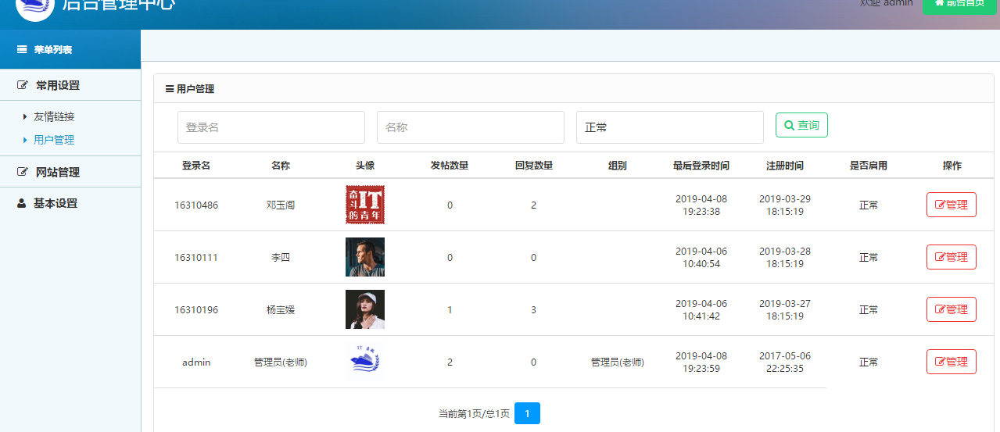 后台管理中心
欢迎 admin
前台首页
菜单列表
常用设置
友情链接
用户管理
网站管理
基本设置
用户管理
登录名 名称 正常 查询
登录名 名称 头像 发帖数量 回复数量 组别 最后登录时间 注册时间 是否启用 操作
16310486 邓玉阁 0 2 2019-04-08 19:23:38 2019-03-29 18:15:19 正常 管理
奋斗 IT
的青年
16310111 李四 0 0 2019-04-06 10:40:54 2019-03-28 18:15:19 正常 管理
16310196 杨宝媛 1 3 2019-04-06 10:41:42 2019-03-27 18:15:19 正常 管理
admin 管理员(老师) 2 0 管理员(老师) 2019-04-08 19:23:59 2017-05-06 22:25:35 正常 管理
当前第1页/总1页 1